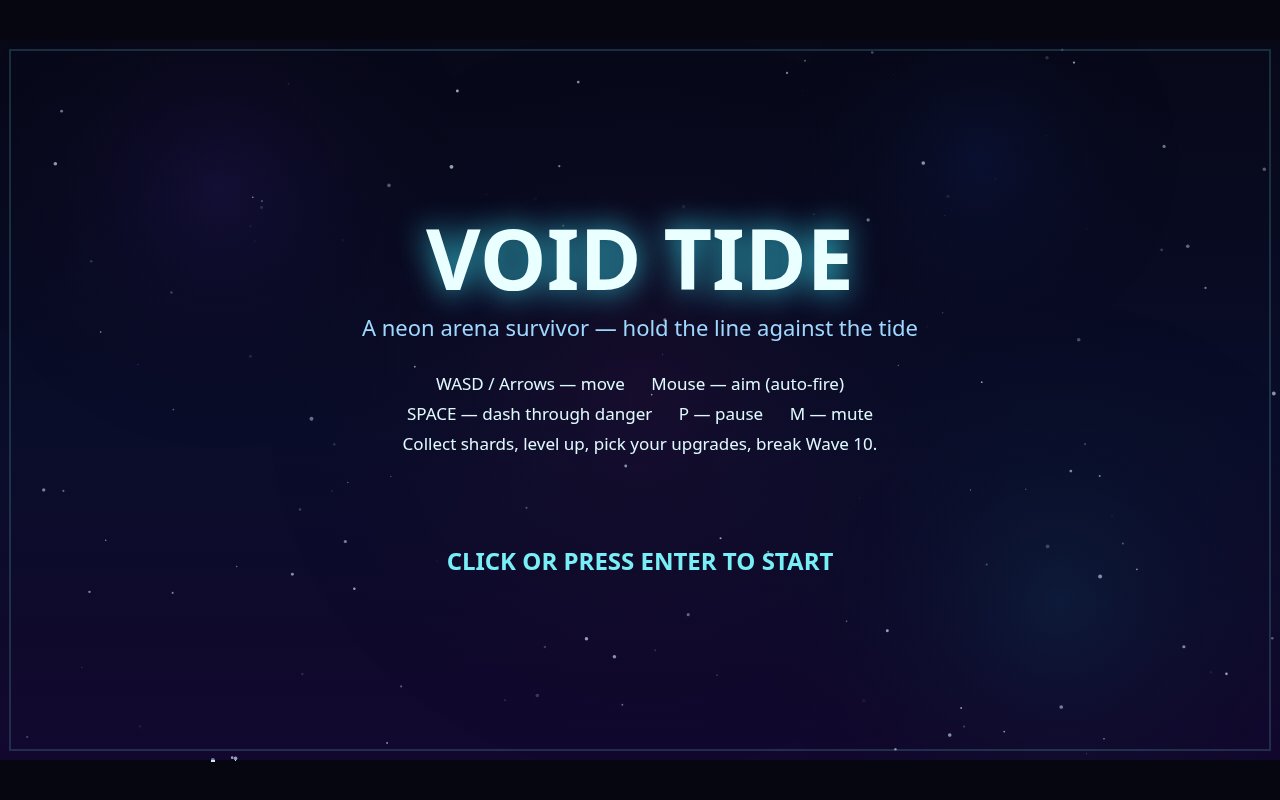 VOID TIDE
A neon arena survivor — hold the line against the tide
WASD / Arrows — move Mouse — aim (auto-fire)
SPACE — dash through danger P — pause M — mute
Collect shards, level up, pick your upgrades, break Wave 10.
CLICK OR PRESS ENTER TO START